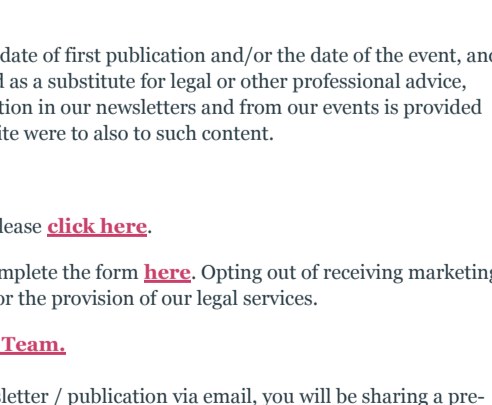 date of first publication and/or the date of the event, and
as a substitute for legal or other professional advice,
tion in our newsletters and from our events is provided
ite were to also to such content.
lease click here.
mplete the form here. Opting out of receiving marketing
or the provision of our legal services.
Team.
letter / publication via email, you will be sharing a pre-